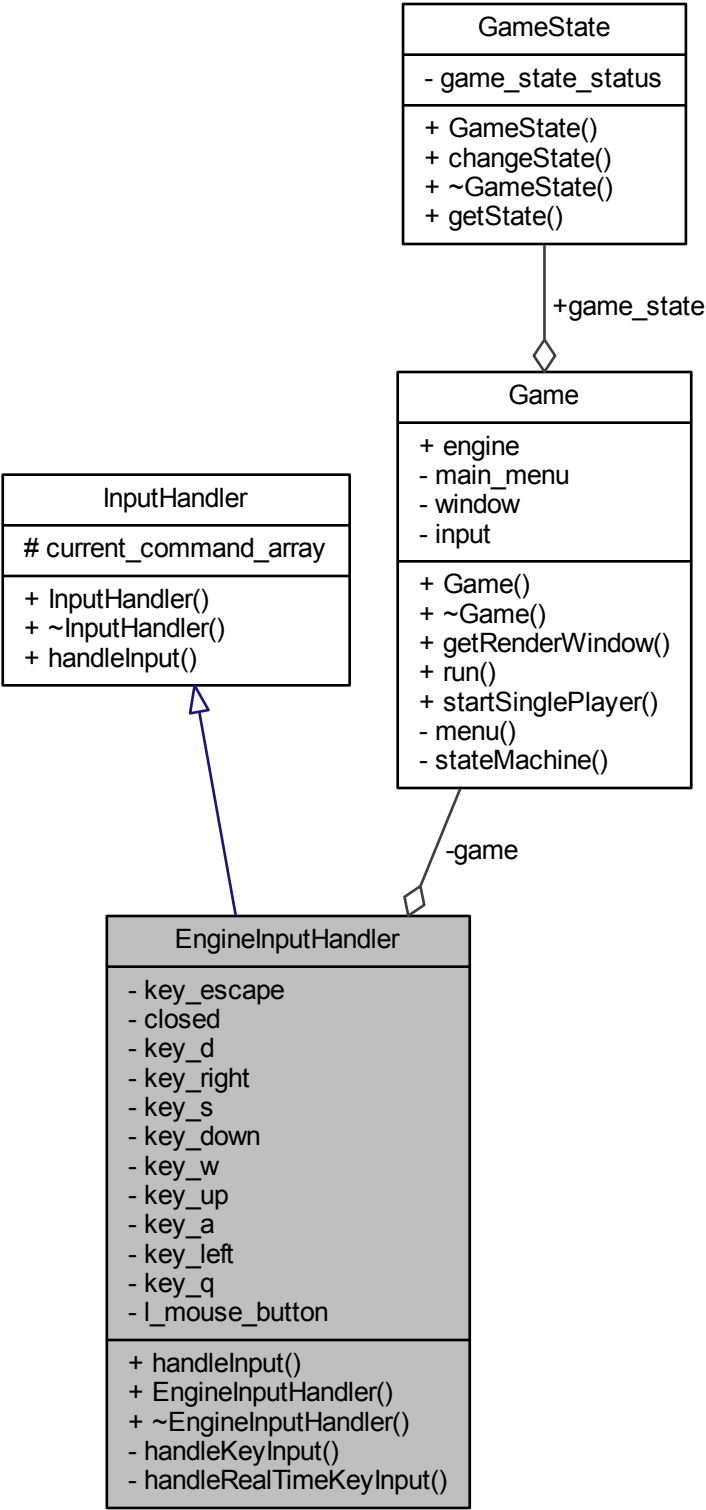 GameState
- game_state_status
+ GameState()
+ changeState()
+ ~GameState()
+ getState()
+game_state
Game
+ engine
- main_menu
- window
- input
+ Game()
+ ~Game()
+ getRenderWindow()
+ run()
+ startSinglePlayer()
- menu()
- stateMachine()
InputHandler
# current_command_array
+ InputHandler()
+ ~InputHandler()
+ handleInput()
-game
EngineInputHandler
- key_escape
- closed
- key_d
- key_right
- key_s
- key_down
- key_w
- key_up
- key_a
- key_left
- key_q
- l_mouse_button
+ handleInput()
+ EngineInputHandler()
+ ~EngineInputHandler()
- handleKeyInput()
- handleRealTimeKeyInput()